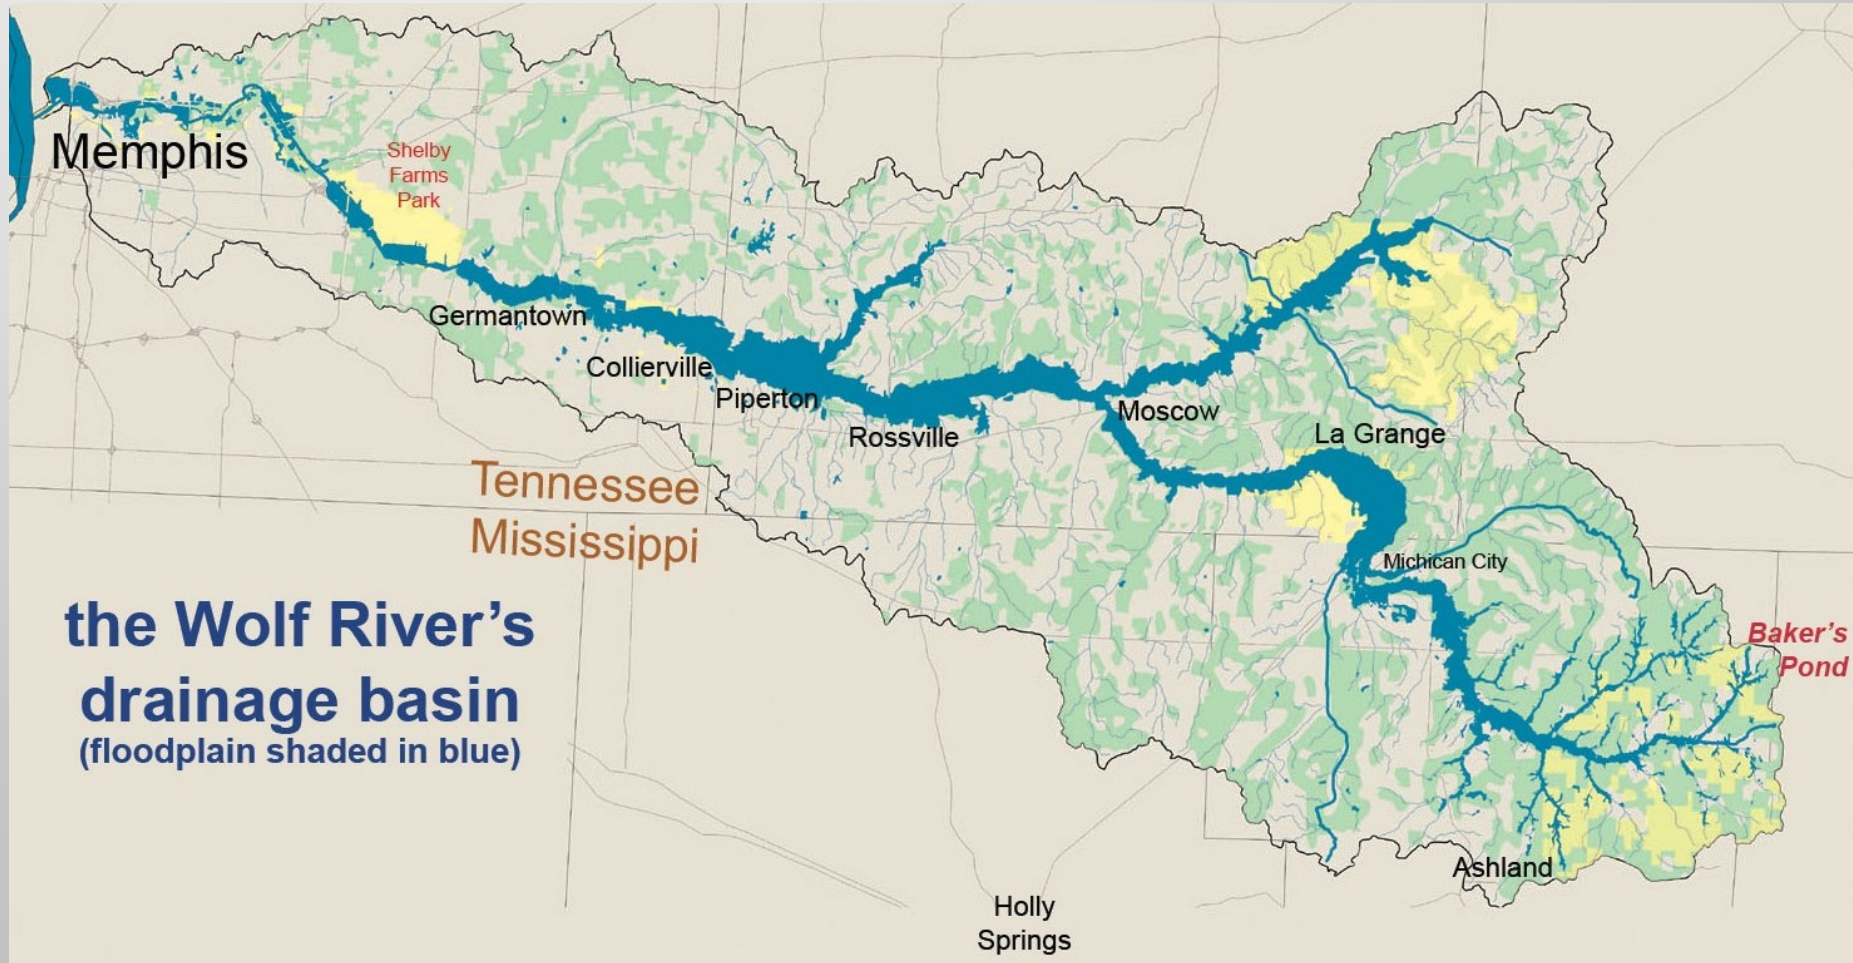 Memphis
Shelby
Farms
Park
Germantown
Collierville
Piperton
Rossville
Moscow
La Grange
Tennessee
Mississippi
Michican City
the Wolf River’s
drainage basin
(floodplain shaded in blue)
Baker’s
Pond
Ashland
Holly
Springs